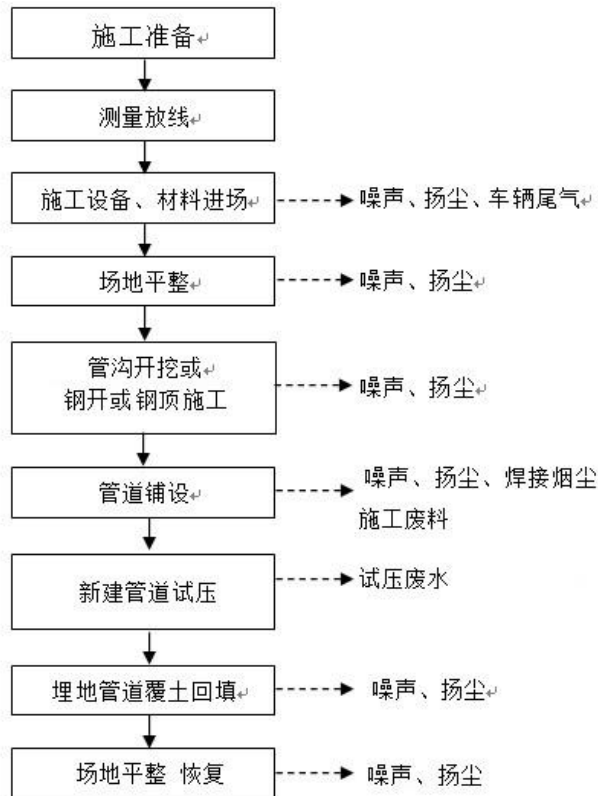 施工准备
测量放线
施工设备、材料进场
噪声、扬尘、车辆尾气
场地平整
噪声、扬尘
管沟开挖或
钢开或钢顶施工
噪声、扬尘
管道铺设
噪声、扬尘、焊接烟尘
施工废料
新建管道试压
试压废水
埋地管道覆土回填
噪声、扬尘
场地平整 恢复
噪声、扬尘